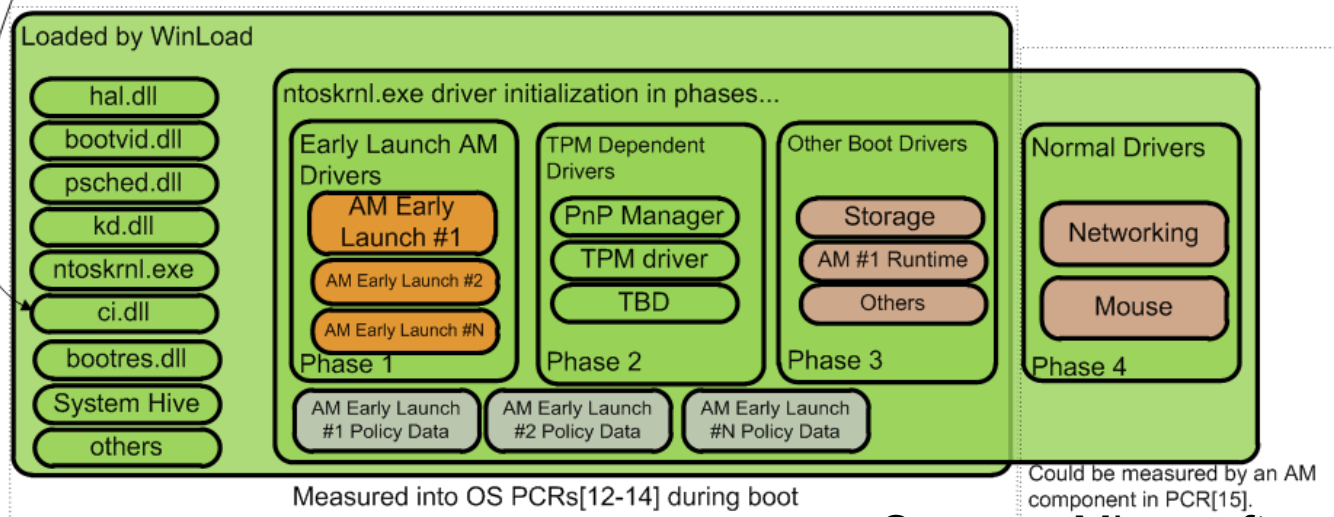 Loaded by WinLoad
hal.dll
bootvid.dll
psched.dll
kd.dll
ntoskrnl.exe
ci.dll
bootres.dll
System Hive
others
ntoskrnl.exe driver initialization in phases...
Early Launch AM
Drivers
AM Early
Launch #1
AM Early Launch #2
AM Early Launch #N
Phase 1
TPM Dependent
Drivers
PnP Manager
TPM driver
TBD
Phase 2
Other Boot Drivers
Storage
AM #1 Runtime
Others
Phase 3
Normal Drivers
Networking
Mouse
Phase 4
AM Early Launch
#1 Policy Data
AM Early Launch
#2 Policy Data
AM Early Launch
#N Policy Data
Measured into OS PCRs[12-14] during boot
Could be measured by an AM
component in PCR[15].